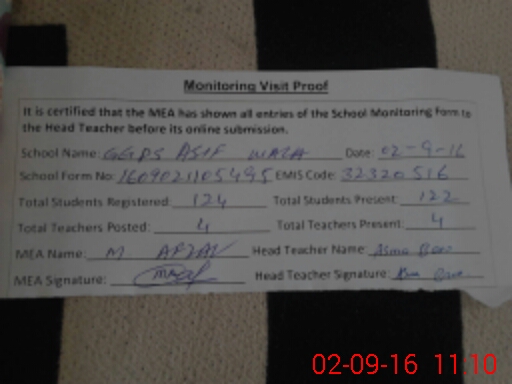 Monitoring Visit Proof
It is certified that the MEA has shown all entries of the School Monitoring Form to
the Head Teacher before its online submission.
School Name: GGPS ASIF WALA Date: 02-9-16
School Form No: 1609021105495 EMIS Code: 32320516
Total Students Registered: 124 Total Students Present: 122
Total Teachers Posted: 4 Total Teachers Present: 4
MEA Name: M AFZAL Head Teacher Name: Asma
MEA Signature: Head Teacher Signature:
02-09-16 11:10